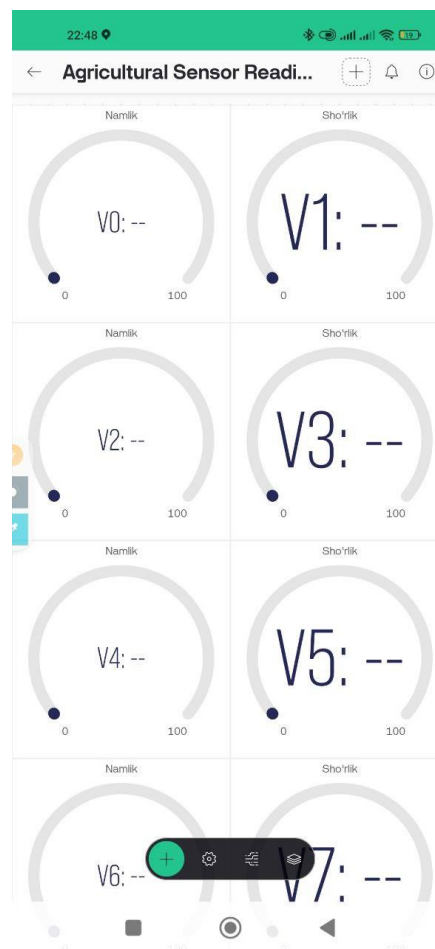 22:48
19
Agricultural Sensor Readi...
Namlik
Sho'rlik
V0: --
V1: --
0
100
0
100
Namlik
Sho'rlik
V2: --
V3: --
0
100
0
100
Namlik
Sho'rlik
V4: --
V5: --
0
100
0
100
Namlik
Sho'rlik
V6: --
V7: --